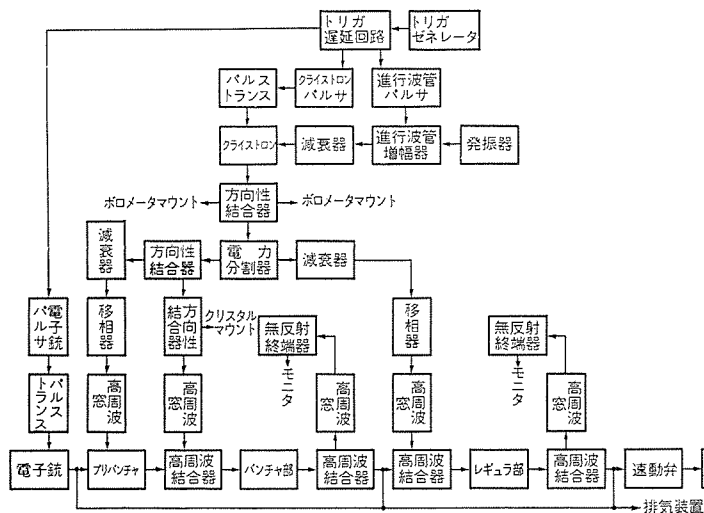 トリガ
遅延回路
トリガ
ゼネレータ
パルス
トランス
クライストロン
パルサ
進行波管
パルサ
クライストロン
減衰器
進行波管
増幅器
発振器
ボロメータマウント
方向性
結合器
ボロメータマウント
減衰器
方向性
結合器
電力
分割器
減衰器
電子銃
パルサ
移相器
方向性
結合器
クリスタル
マウント
無反射
終端器
モニタ
移相器
無反射
終端器
モニタ
パルス
トランス
高周波
窓
高周波
窓
高周波
窓
高周波
窓
高周波
窓
電子銃
プリバンチャ
高周波
結合器
バンチャ部
高周波
結合器
高周波
結合器
レギュラ部
高周波
結合器
速動弁
排気装置